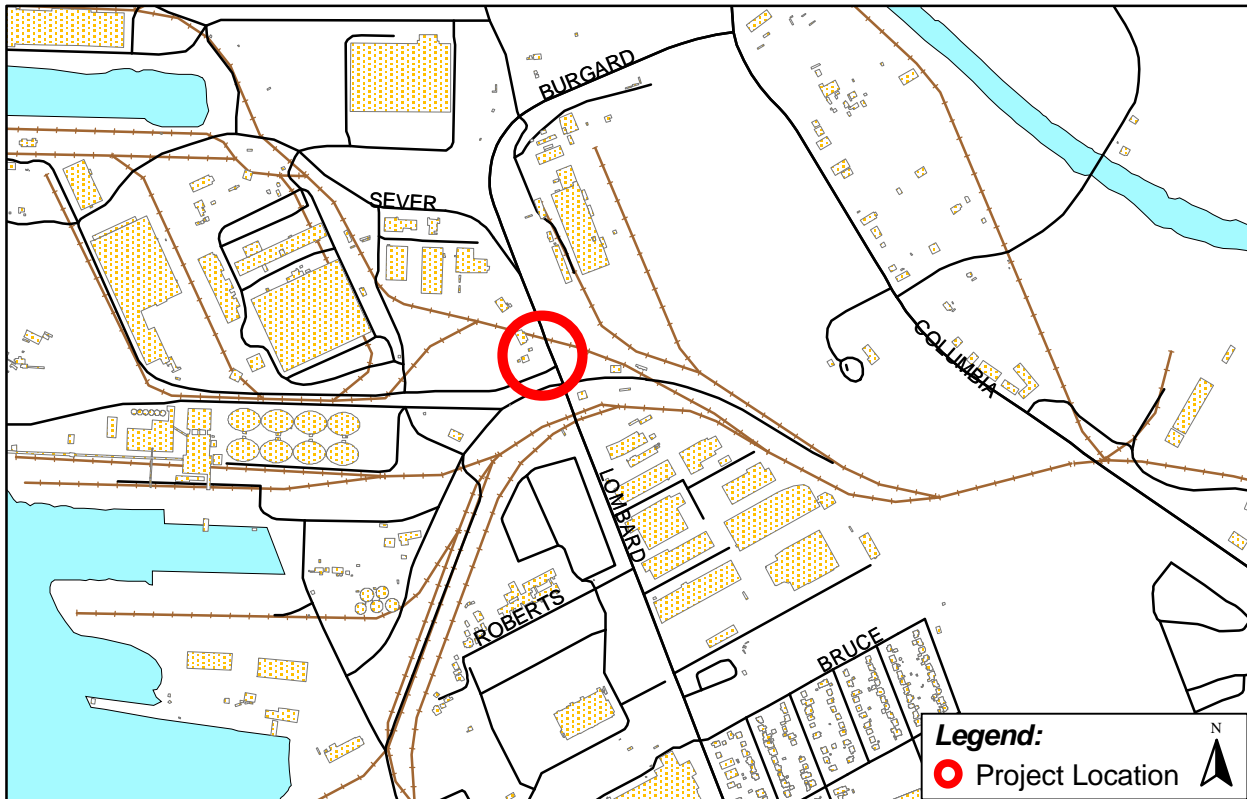 BURGARD
SEVER
COLUMBIA
LOMBARD
ROBERTS
BRUCE
Legend:
Project Location
N